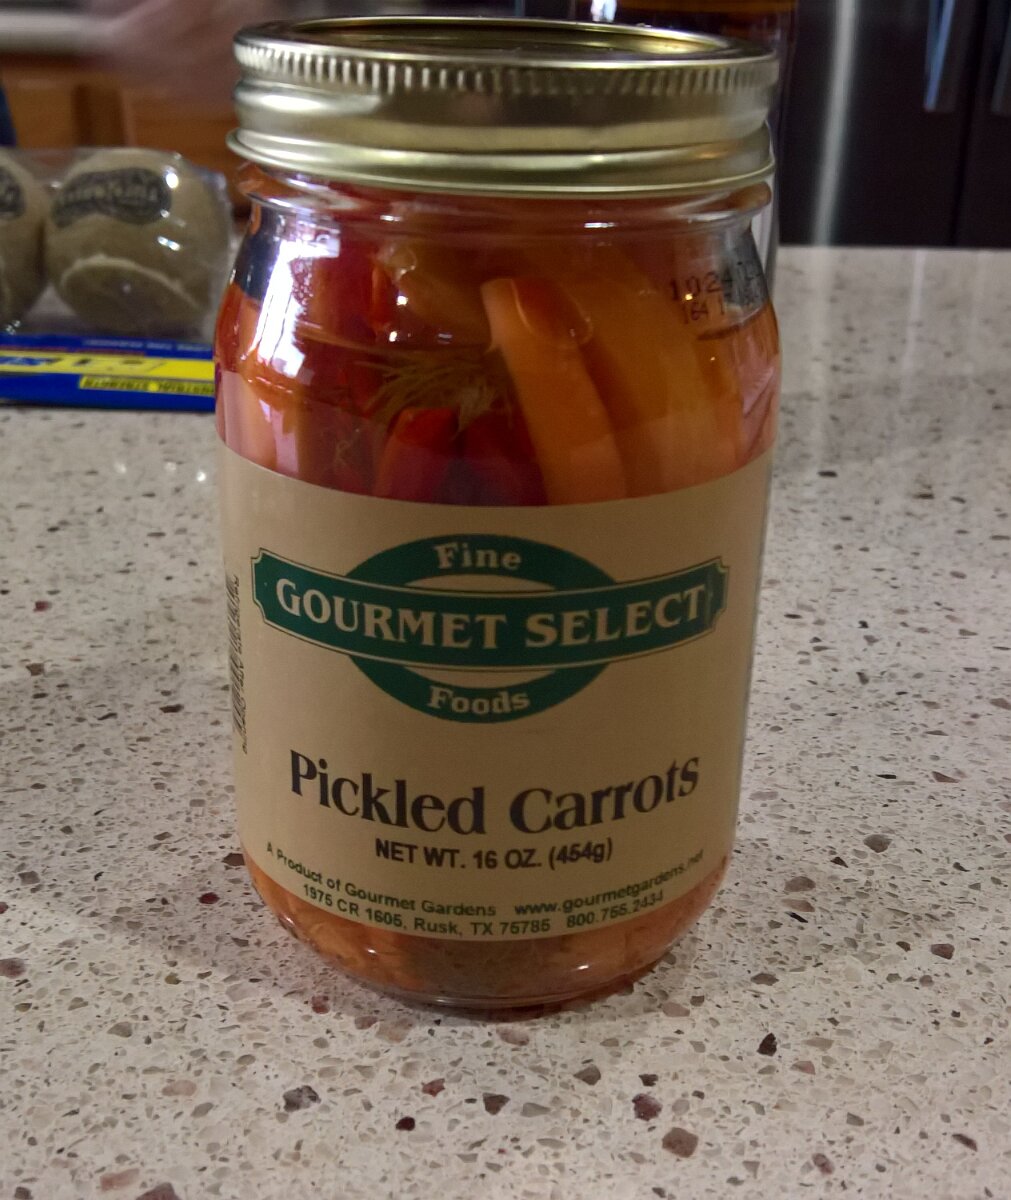 Fine
GOURMET SELECT
Foods
Pickled Carrots
NET WT. 16 OZ. (454g)
A Product of Gourmet Gardens www.gourmetgardens.net
1975 CR 1605, Rusk, TX 75785 800.755.2434
1024